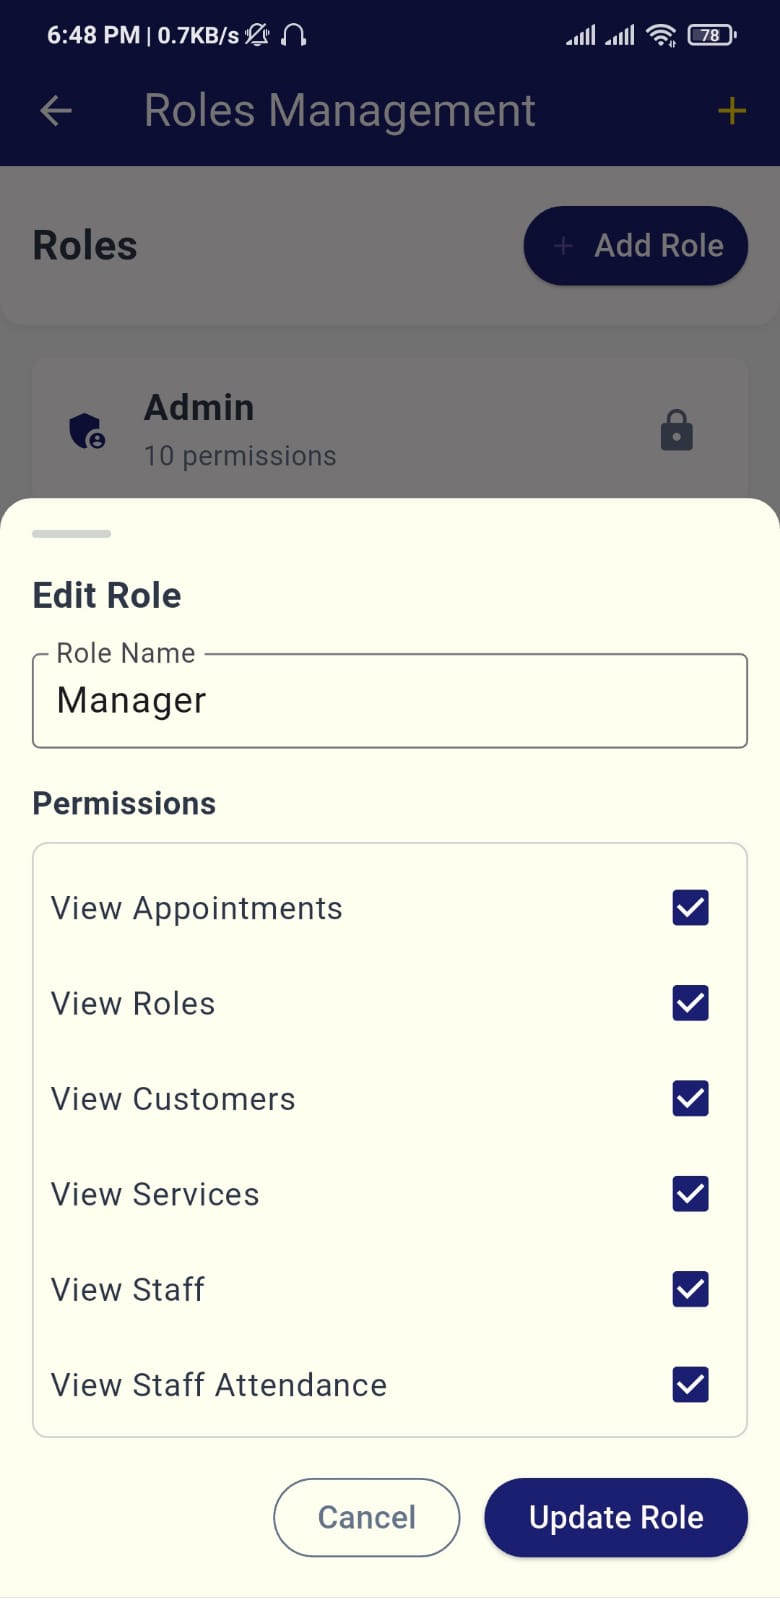 6:48 PM | 0.7KB/s 78
Roles Management
Roles
+ Add Role
Admin
10 permissions
Edit Role
Role Name
Manager
Permissions
View Appointments
View Roles
View Customers
View Services
View Staff
View Staff Attendance
Cancel
Update Role